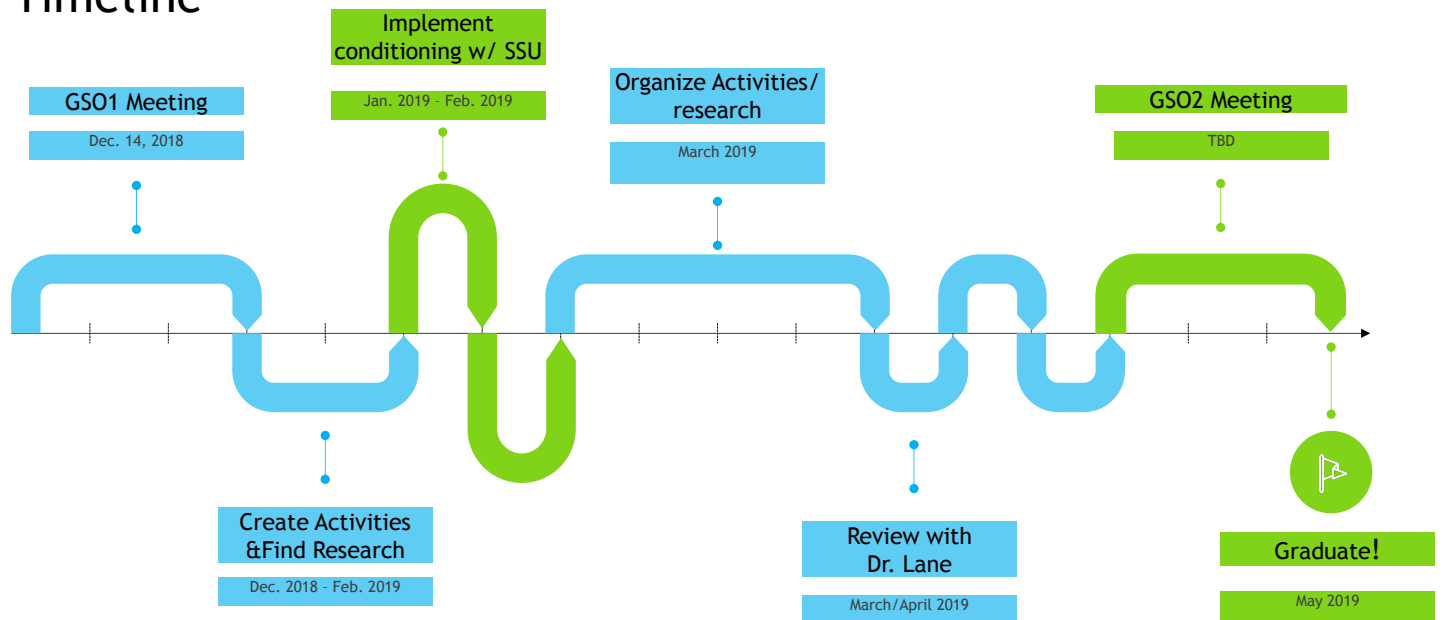 Timeline
GSO1 Meeting
Dec. 14, 2018
Create Activities
&Find Research
Dec. 2018 - Feb. 2019
Implement
conditioning w/ SSU
Jan. 2019 - Feb. 2019
Organize Activities/
research
March 2019
Review with
Dr. Lane
March/April 2019
GSO2 Meeting
TBD
Graduate!
May 2019